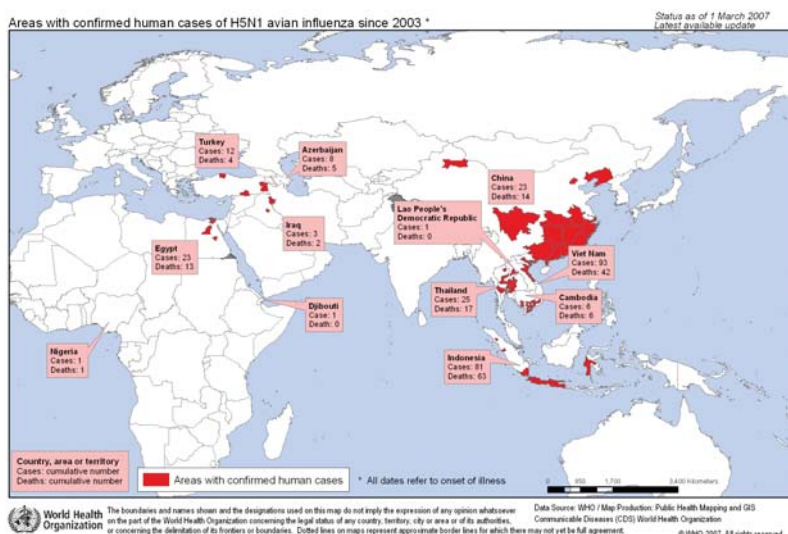 Areas with confirmed human cases of H5N1 avian influenza since 2003 *
Status as of 1 March 2007
Latest available update
Turkey
Cases: 12
Deaths: 4
Azerbaijan
Cases: 8
Deaths: 5
China
Cases: 23
Deaths: 14
Lao People's
Democratic Republic
Cases: 1
Deaths: 0
Iraq
Cases: 3
Deaths: 2
Egypt
Cases: 23
Deaths: 13
Viet Nam
Cases: 93
Deaths: 42
Thailand
Cases: 25
Deaths: 17
Cambodia
Cases: 6
Deaths: 6
Djibouti
Case: 1
Death: 0
Nigeria
Cases: 1
Deaths: 1
Indonesia
Cases: 81
Deaths: 63
Country, area or territory
Cases: cumulative number
Deaths: cumulative number
Areas with confirmed human cases
* All dates refer to onset of illness
0 850 1,700 3,400 Kilometers
World Health
Organization
The boundaries and names shown and the designations used on this map do not imply the expression of any opinion whatsoever
on the part of the World Health Organization concerning the legal status of any country, territory, city or area or of its authorities,
or concerning the delimitation of its frontiers or boundaries. Dotted lines on maps represent approximate border lines for which there may not yet be full agreement.
Data Source: WHO / Map Production: Public Health Mapping and GIS
Communicable Diseases (CDS) World Health Organization
© WHO 2007. All rights reserved